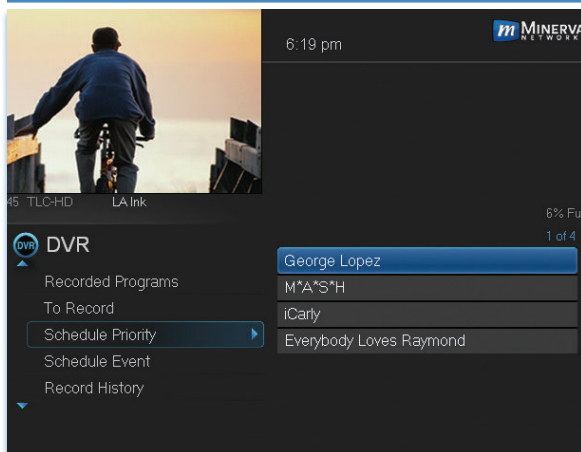 6:19 pm
m MINERVA
NETWORK
45 TLC-HD LA Ink
6% Fu
1 of 4
DVR DVR
Recorded Programs
To Record
Schedule Priority
Schedule Event
Record History
George Lopez
M*A*S*H
iCarly
Everybody Loves Raymond